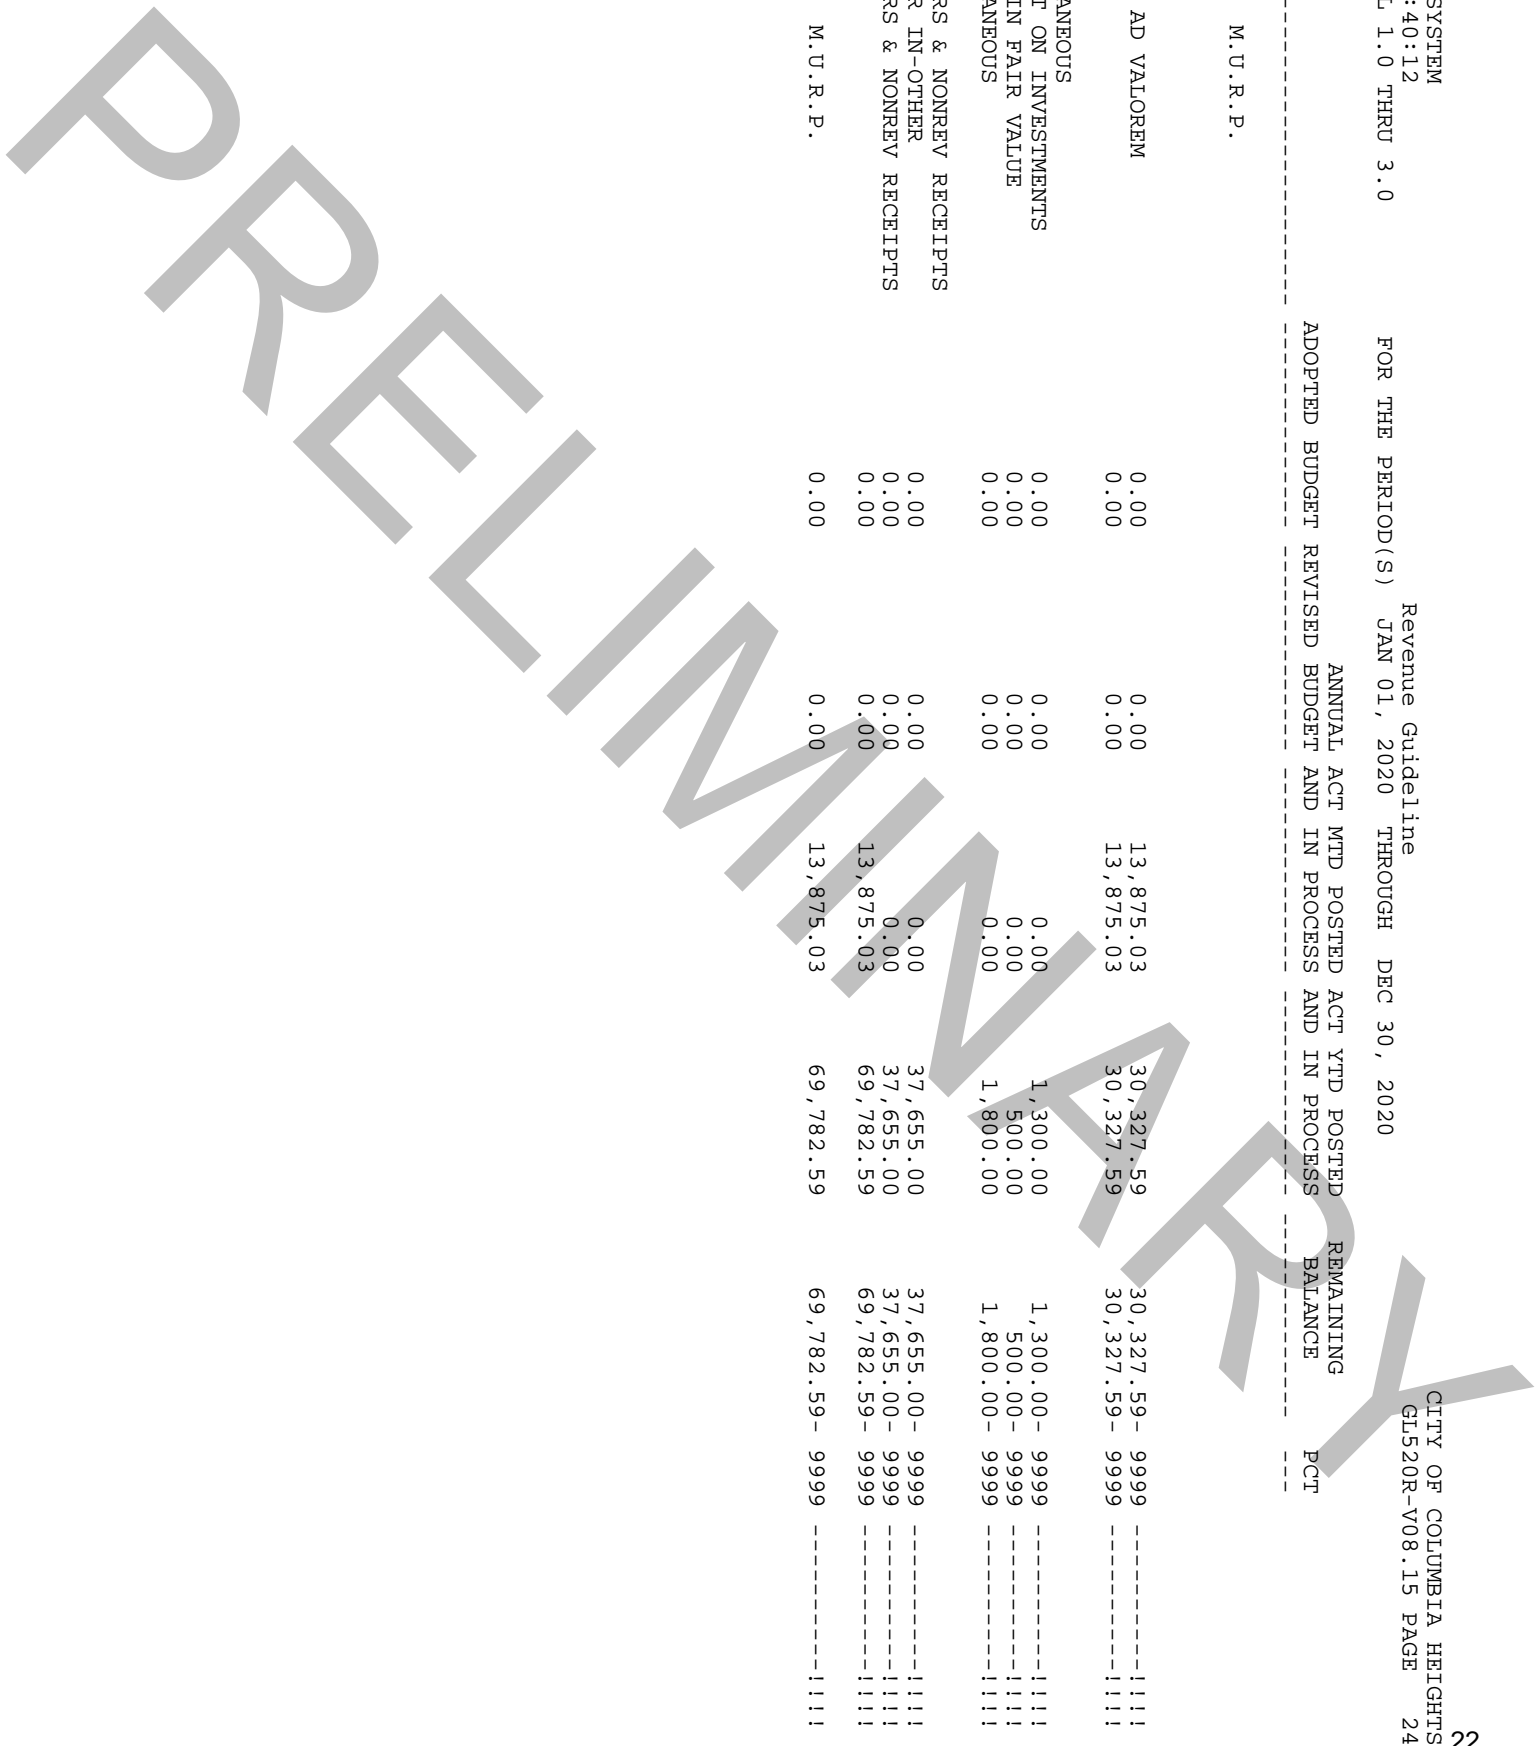 SYSTEM CITY OF COLUMBIA HEIGHTS
:40:12 Revenue Guideline GL520R-V08.15 PAGE 24
L 1.0 THRU 3.0 FOR THE PERIOD(S) JAN 01, 2020 THROUGH DEC 30, 2020
ANNUAL ACT MTD POSTED ACT YTD POSTED REMAINING
ADOPTED BUDGET REVISED BUDGET AND IN PROCESS AND IN PROCESS BALANCE PCT
M.U.R.P.
AD VALOREM 0.00 0.00 13,875.03 30,327.59 30,327.59- 9999 ----------!!!!
0.00 0.00 13,875.03 30,327.59 30,327.59- 9999 ----------!!!!
ANEOUS
T ON INVESTMENTS 0.00 0.00 0.00 1,300.00 1,300.00- 9999 ----------!!!!
IN FAIR VALUE 0.00 0.00 0.00 500.00 500.00- 9999 ----------!!!!
ANEOUS 0.00 0.00 0.00 1,800.00 1,800.00- 9999 ----------!!!!
RS & NONREV RECEIPTS
R IN-OTHER 0.00 0.00 0.00 37,655.00 37,655.00- 9999 ----------!!!!
RS & NONREV RECEIPTS 0.00 0.00 0.00 37,655.00 37,655.00- 9999 ----------!!!!
0.00 0.00 13,875.03 69,782.59 69,782.59- 9999 ----------!!!!
M.U.R.P. 0.00 0.00 13,875.03 69,782.59 69,782.59- 9999 ----------!!!!
PRELIMINARY
22